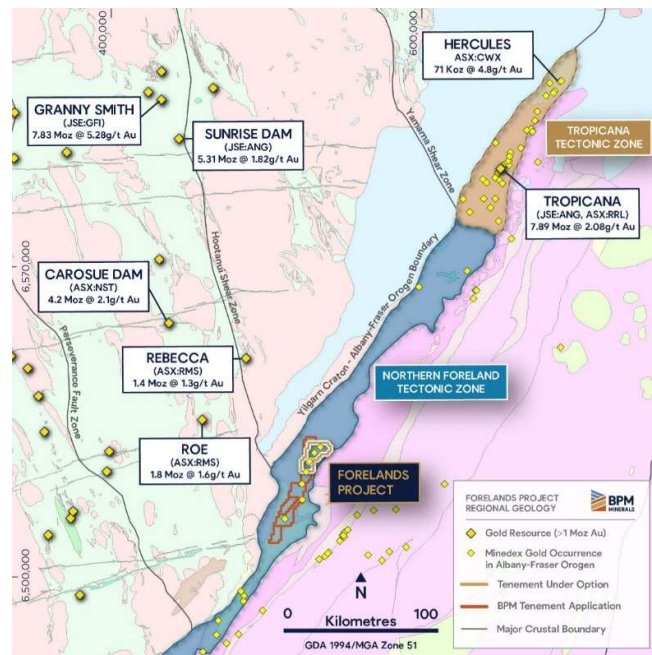 400,000
600,000
HERCULES
ASX:CWX
71 Koz @ 4.8g/t Au
GRANNY SMITH
(JSE:GFI)
7.83 Moz @ 5.28g/t Au
SUNRISE DAM
(JSE:ANG)
5.31 Moz @ 1.82g/t Au
Yamarna Shear Zone
TROPICANA
TECTONIC ZONE
TROPICANA
(JSE:ANG, ASX:RRL)
7.89 Moz @ 2.08g/t Au
6,570,000
Hootanui Shear Zone
CAROSUE DAM
(ASX:NST)
4.2 Moz @ 2.1g/t Au
Yilgarn Craton - Albany-Fraser Orogen Boundary
Perseverance Fault Zone
REBECCA
(ASX:RMS)
1.4 Moz @ 1.3g/t Au
NORTHERN FORELAND
TECTONIC ZONE
ROE
(ASX:RMS)
1.8 Moz @ 1.6g/t Au
FORELANDS
PROJECT
6,500,000
N
0
Kilometres
100
GDA 1994/MGA Zone 51
FORELANDS PROJECT
REGIONAL GEOLOGY
BPM
MINERALS
Gold Resource (>1 Moz Au)
Minedex Gold Occurrence
in Albany-Fraser Orogen
Tenement Under Option
BPM Tenement Application
Major Crustal Boundary